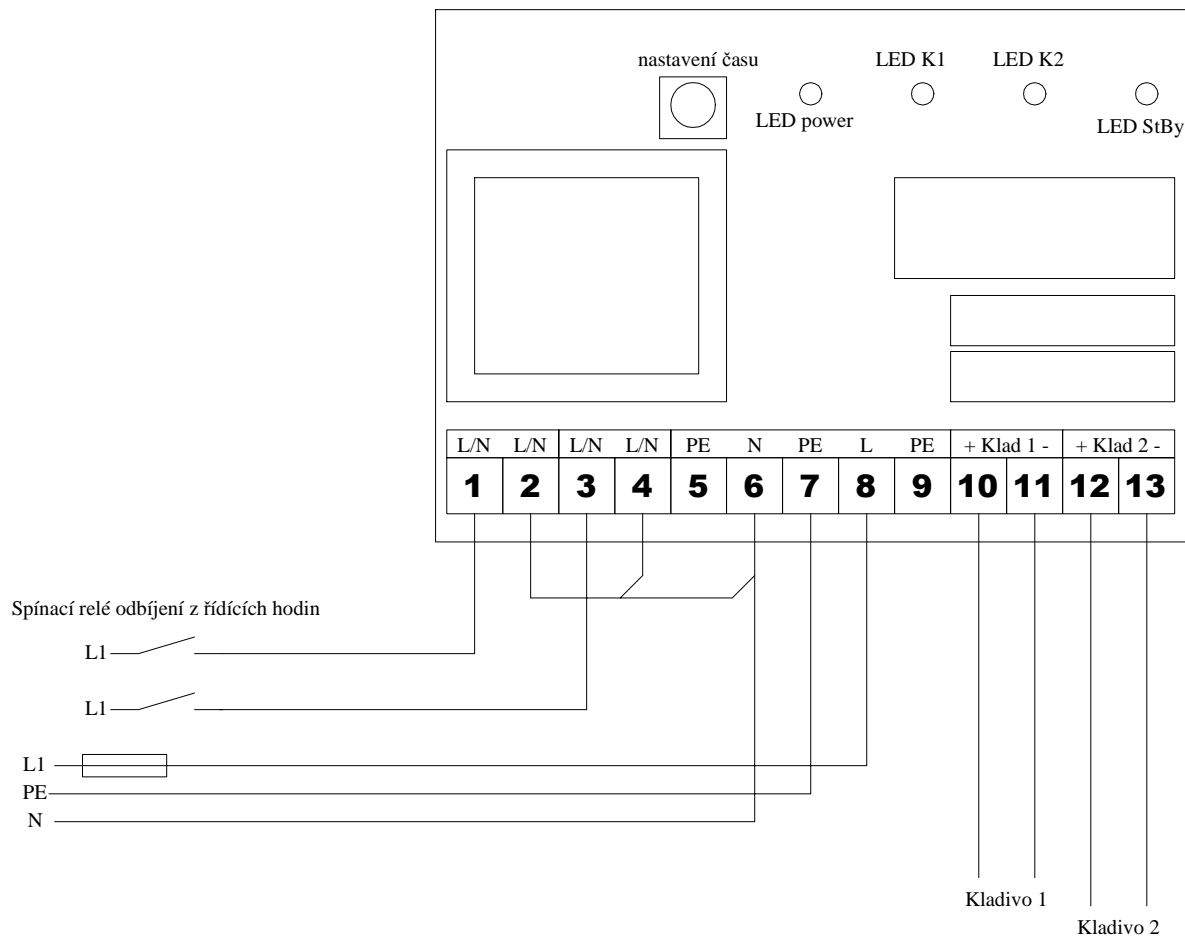 nastavení času
LED K1
LED K2
LED power
LED StBy
L/N L/N L/N L/N PE N PE L PE + Klad 1 - + Klad 2 -
1 2 3 4 5 6 7 8 9 10 11 12 13
Spínací relé odbíjení z řídících hodin
L1
L1
L1
PE
N
Kladivo 1
Kladivo 2